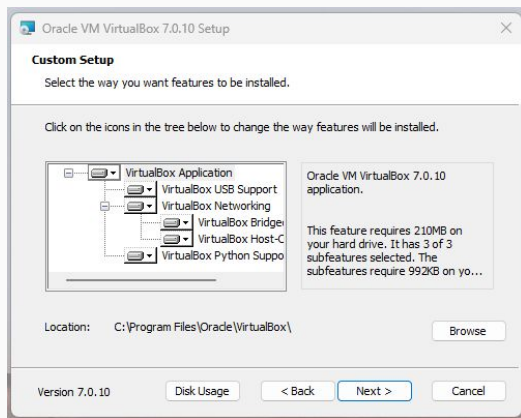 Oracle VM VirtualBox 7.0.10 Setup
Custom Setup
Select the way you want features to be installed.
Click on the icons in the tree below to change the way features will be installed.
VirtualBox Application
VirtualBox USB Support
VirtualBox Networking
VirtualBox Bridge
VirtualBox Host-C
VirtualBox Python Suppo
Oracle VM VirtualBox 7.0.10
application.
This feature requires 210MB on
your hard drive. It has 3 of 3
subfeatures selected. The
subfeatures require 992KB on yo...
Location: C:\Program Files\Oracle\VirtualBox\
Browse
Version 7.0.10 Disk Usage < Back Next > Cancel